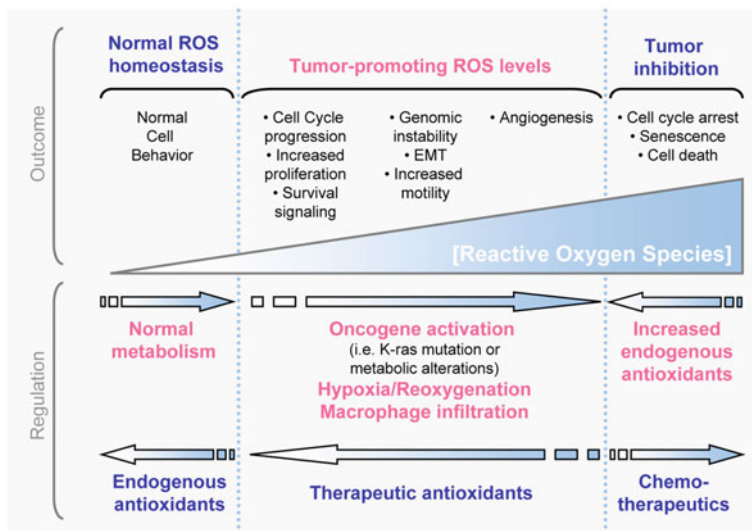 Outcome
Normal ROS
homeostasis
Tumor-promoting ROS levels
Tumor
inhibition
Normal
Cell
Behavior
• Cell Cycle
progression
• Increased
proliferation
• Survival
signaling
• Genomic
instability
• EMT
• Increased
motility
• Angiogenesis
• Cell cycle arrest
• Senescence
• Cell death
[Reactive Oxygen Species]
Regulation
Normal
metabolism
Oncogene activation
(i.e. K-ras mutation or
metabolic alterations)
Hypoxia/Reoxygenation
Macrophage infiltration
Increased
endogenous
antioxidants
Endogenous
antioxidants
Therapeutic antioxidants
Chemo-
therapeutics